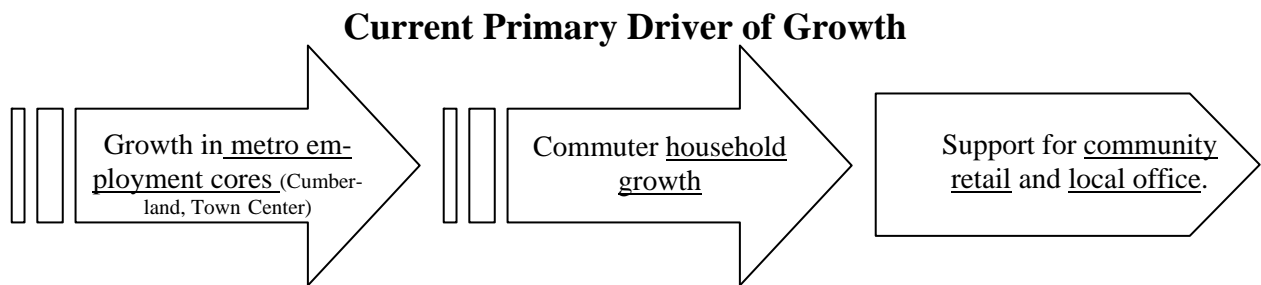 Current Primary Driver of Growth
Growth in metro em-
ployment cores (Cumber-
land, Town Center)
Commuter household
growth
Support for community
retail and local office.